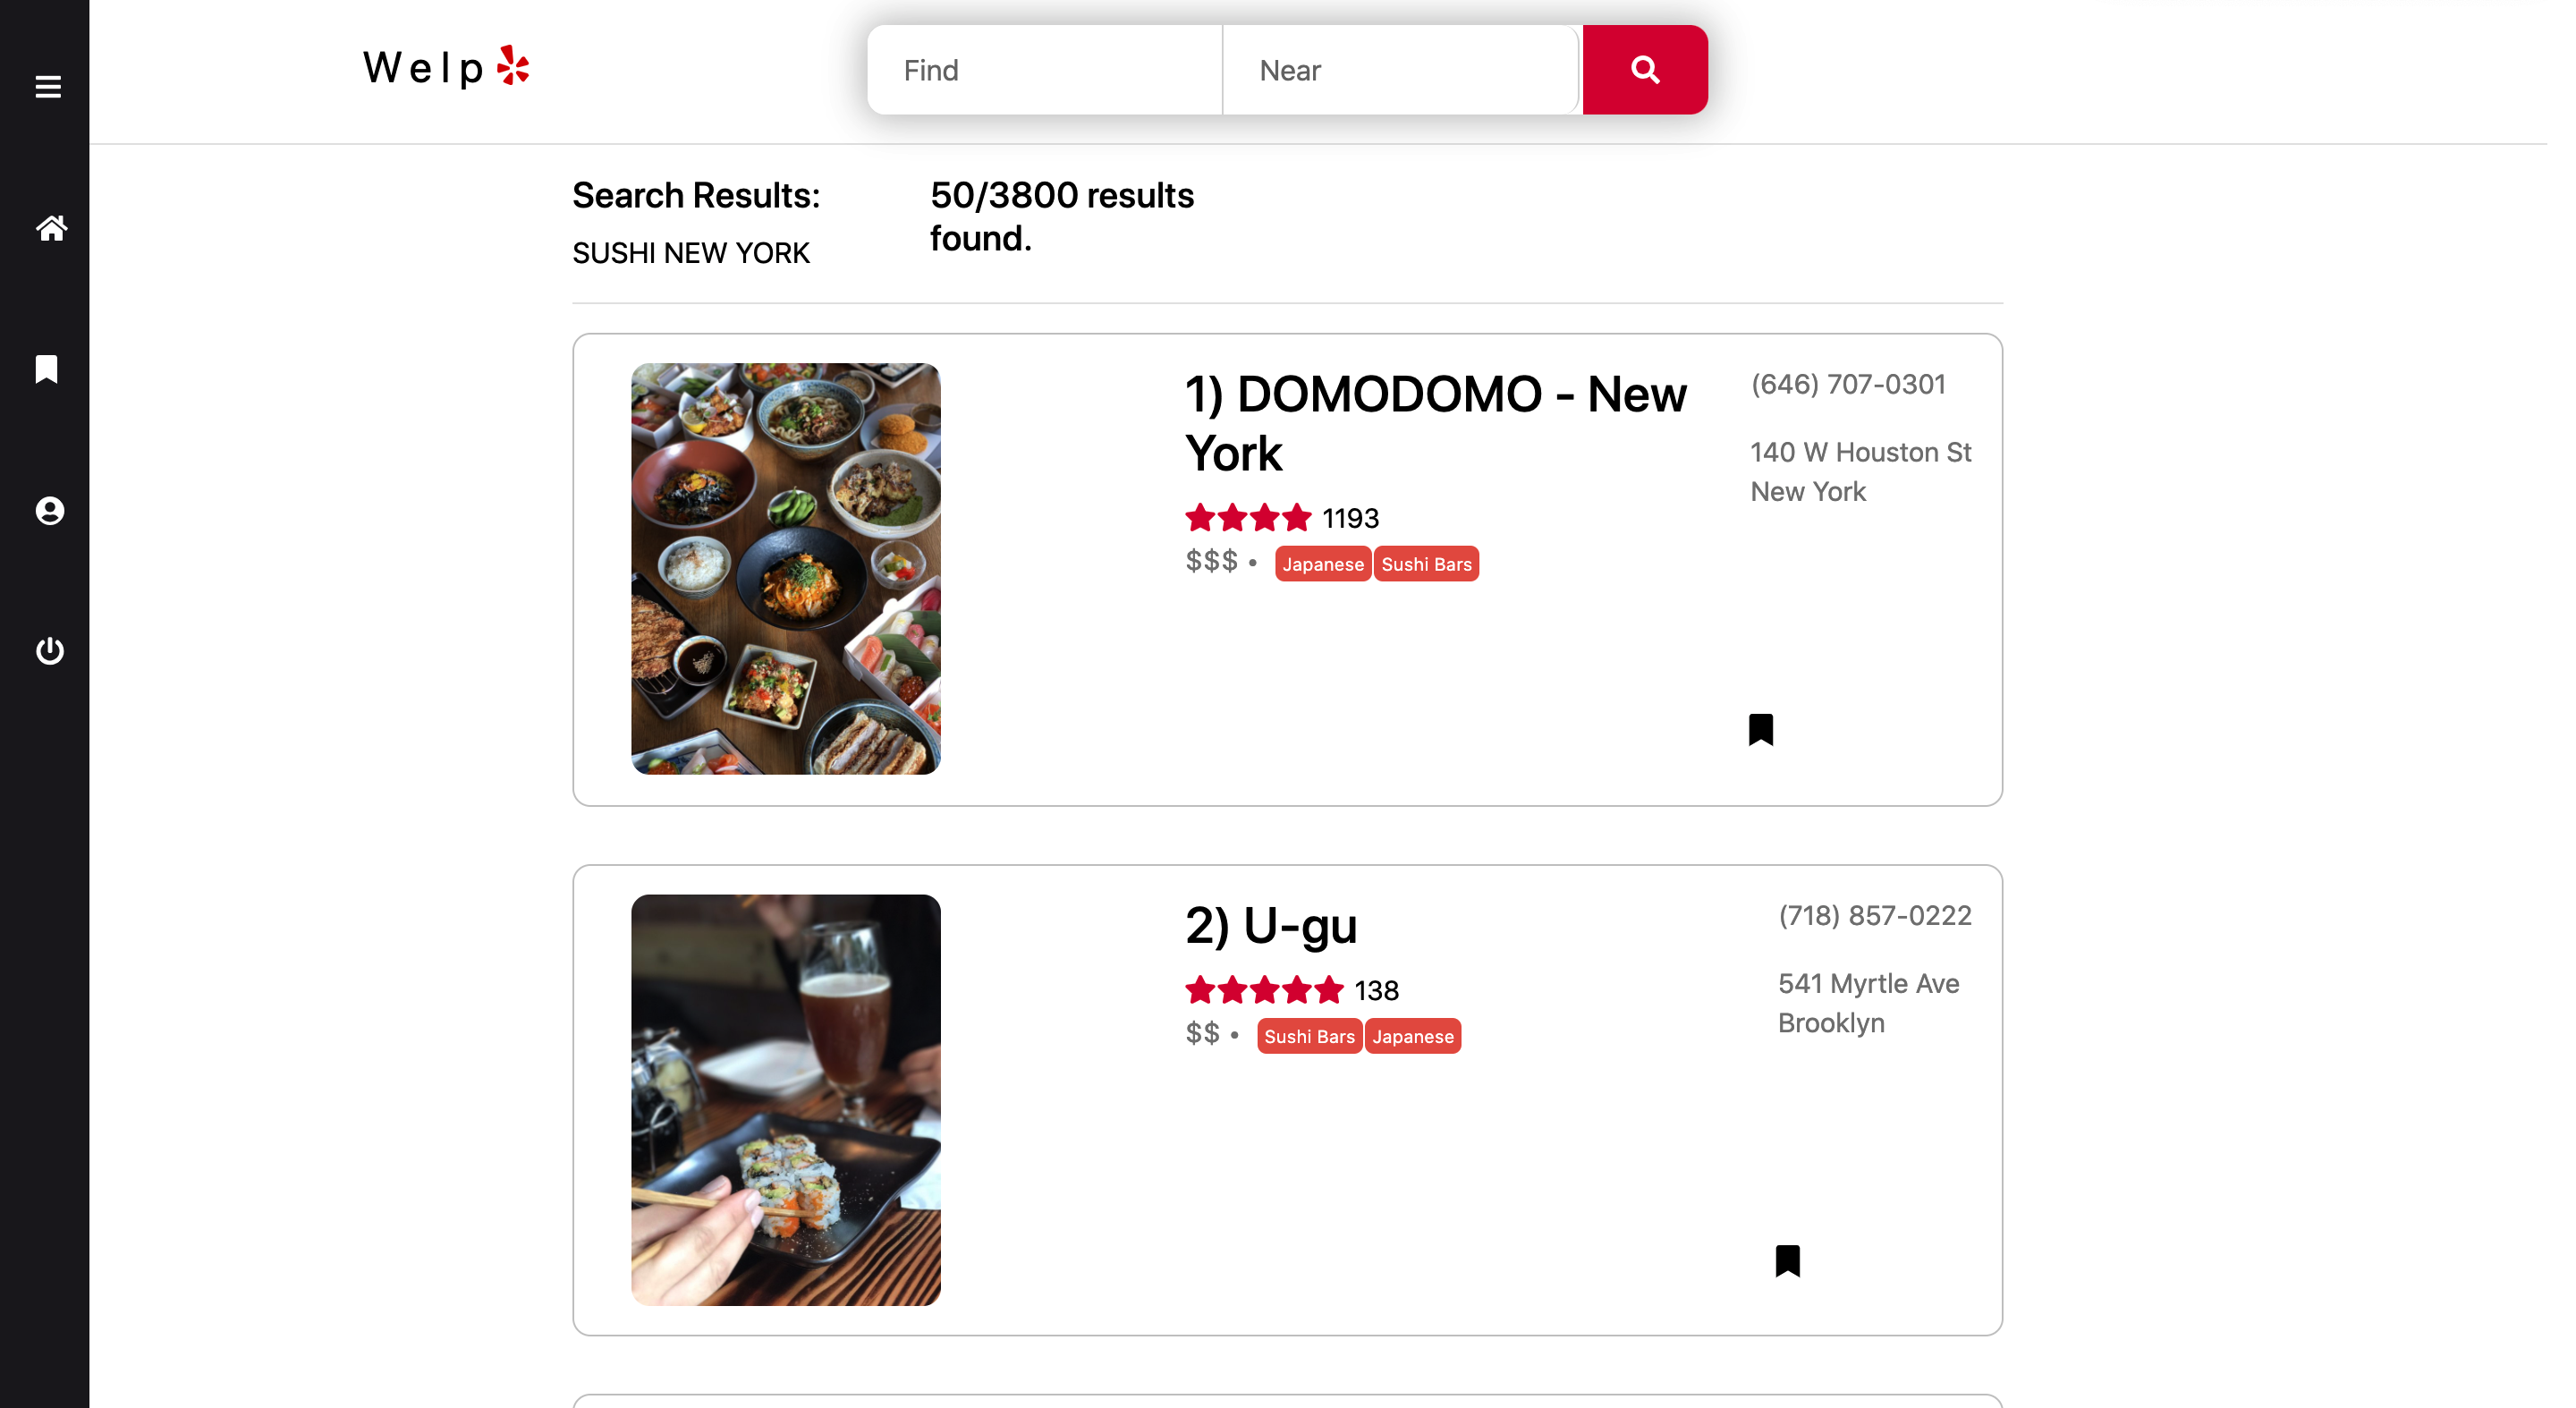 Welp
Find
Near
Search Results:
SUSHI NEW YORK
50/3800 results
found.
1) DOMODOMO - New
York
1193
$$$ •
Japanese
Sushi Bars
(646) 707-0301
140 W Houston St
New York
2) U-gu
138
$$ •
Sushi Bars
Japanese
(718) 857-0222
541 Myrtle Ave
Brooklyn